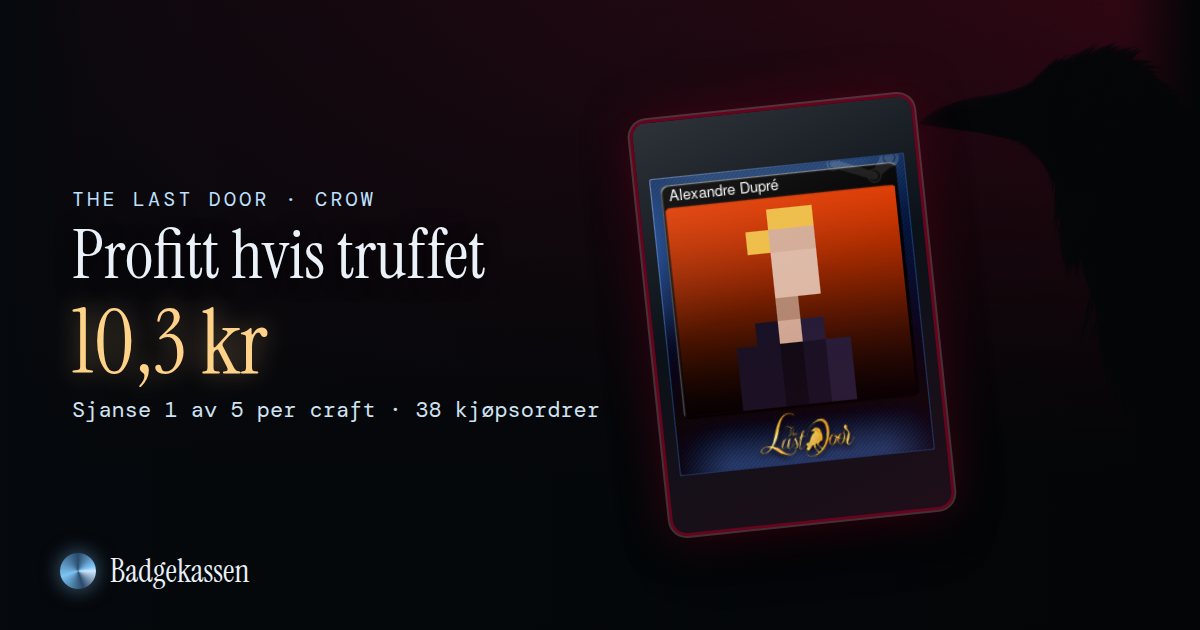 THE LAST DOOR · CROW
Profitt hvis truffet
10,3 kr
Sjanse 1 av 5 per craft · 38 kjøpsordrer
Badgekassen
Alexandre Dupré
The Last Door